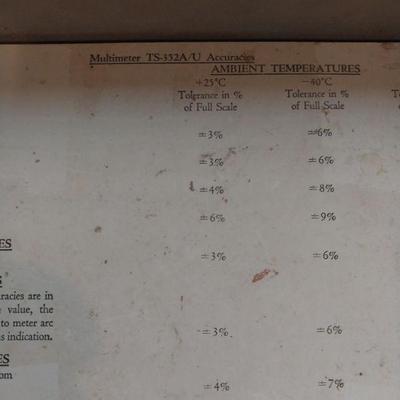 Multimeter TS-352A/U Accuracies
AMBIENT TEMPERATURES
+25°C −40°C
Tolerance in % Tolerance in %
of Full Scale of Full Scale
±3% ±6%
±3% ±6%
±4% ±8%
±6% ±9%
±3% ±6%
±3% ±6%
±4% ±7%
ES
S
racies are in
value, the
to meter arc
s indication.
ES
om